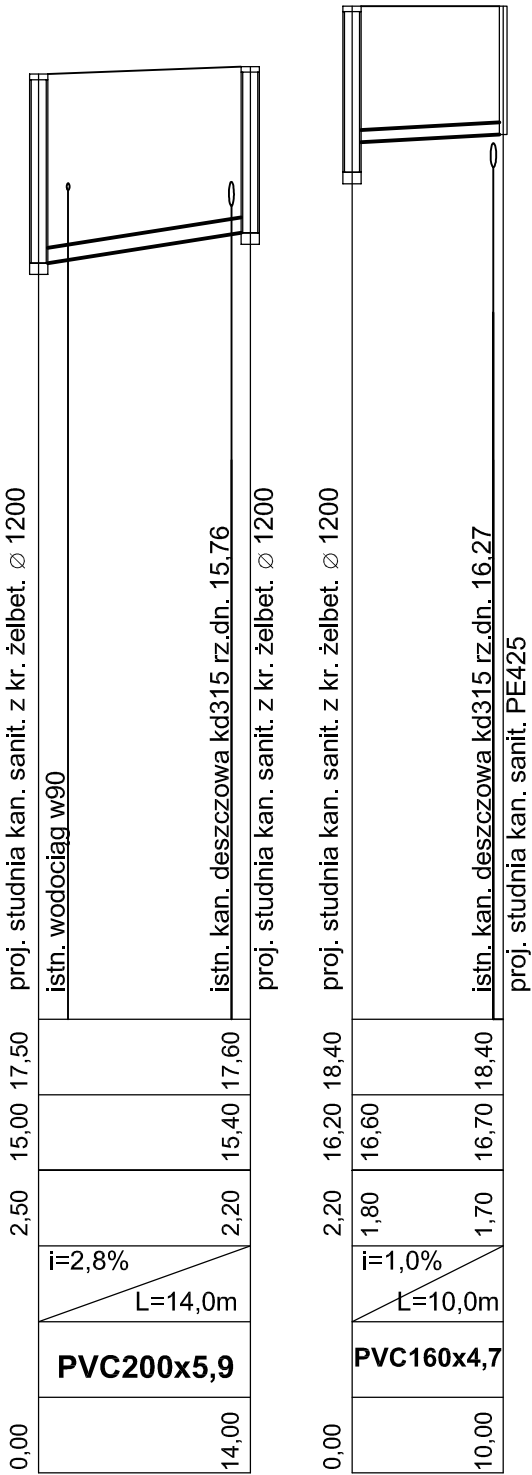 proj. studnia kan. sanit. z kr. żelbet. ∅ 1200
istn. wodociąg w90
istn. kan. deszczowa kd315 rz.dn. 15,76
proj. studnia kan. sanit. z kr. żelbet. ∅ 1200
17,50
17,60
15,00
15,40
2,50
2,20
i=2,8%
L=14,0m
PVC200x5,9
0,00
14,00
proj. studnia kan. sanit. z kr. żelbet. ∅ 1200
istn. kan. deszczowa kd315 rz.dn. 16,27
proj. studnia kan. sanit. PE425
18,40
18,40
16,20
16,60
16,70
2,20
1,80
1,70
i=1,0%
L=10,0m
PVC160x4,7
0,00
10,00